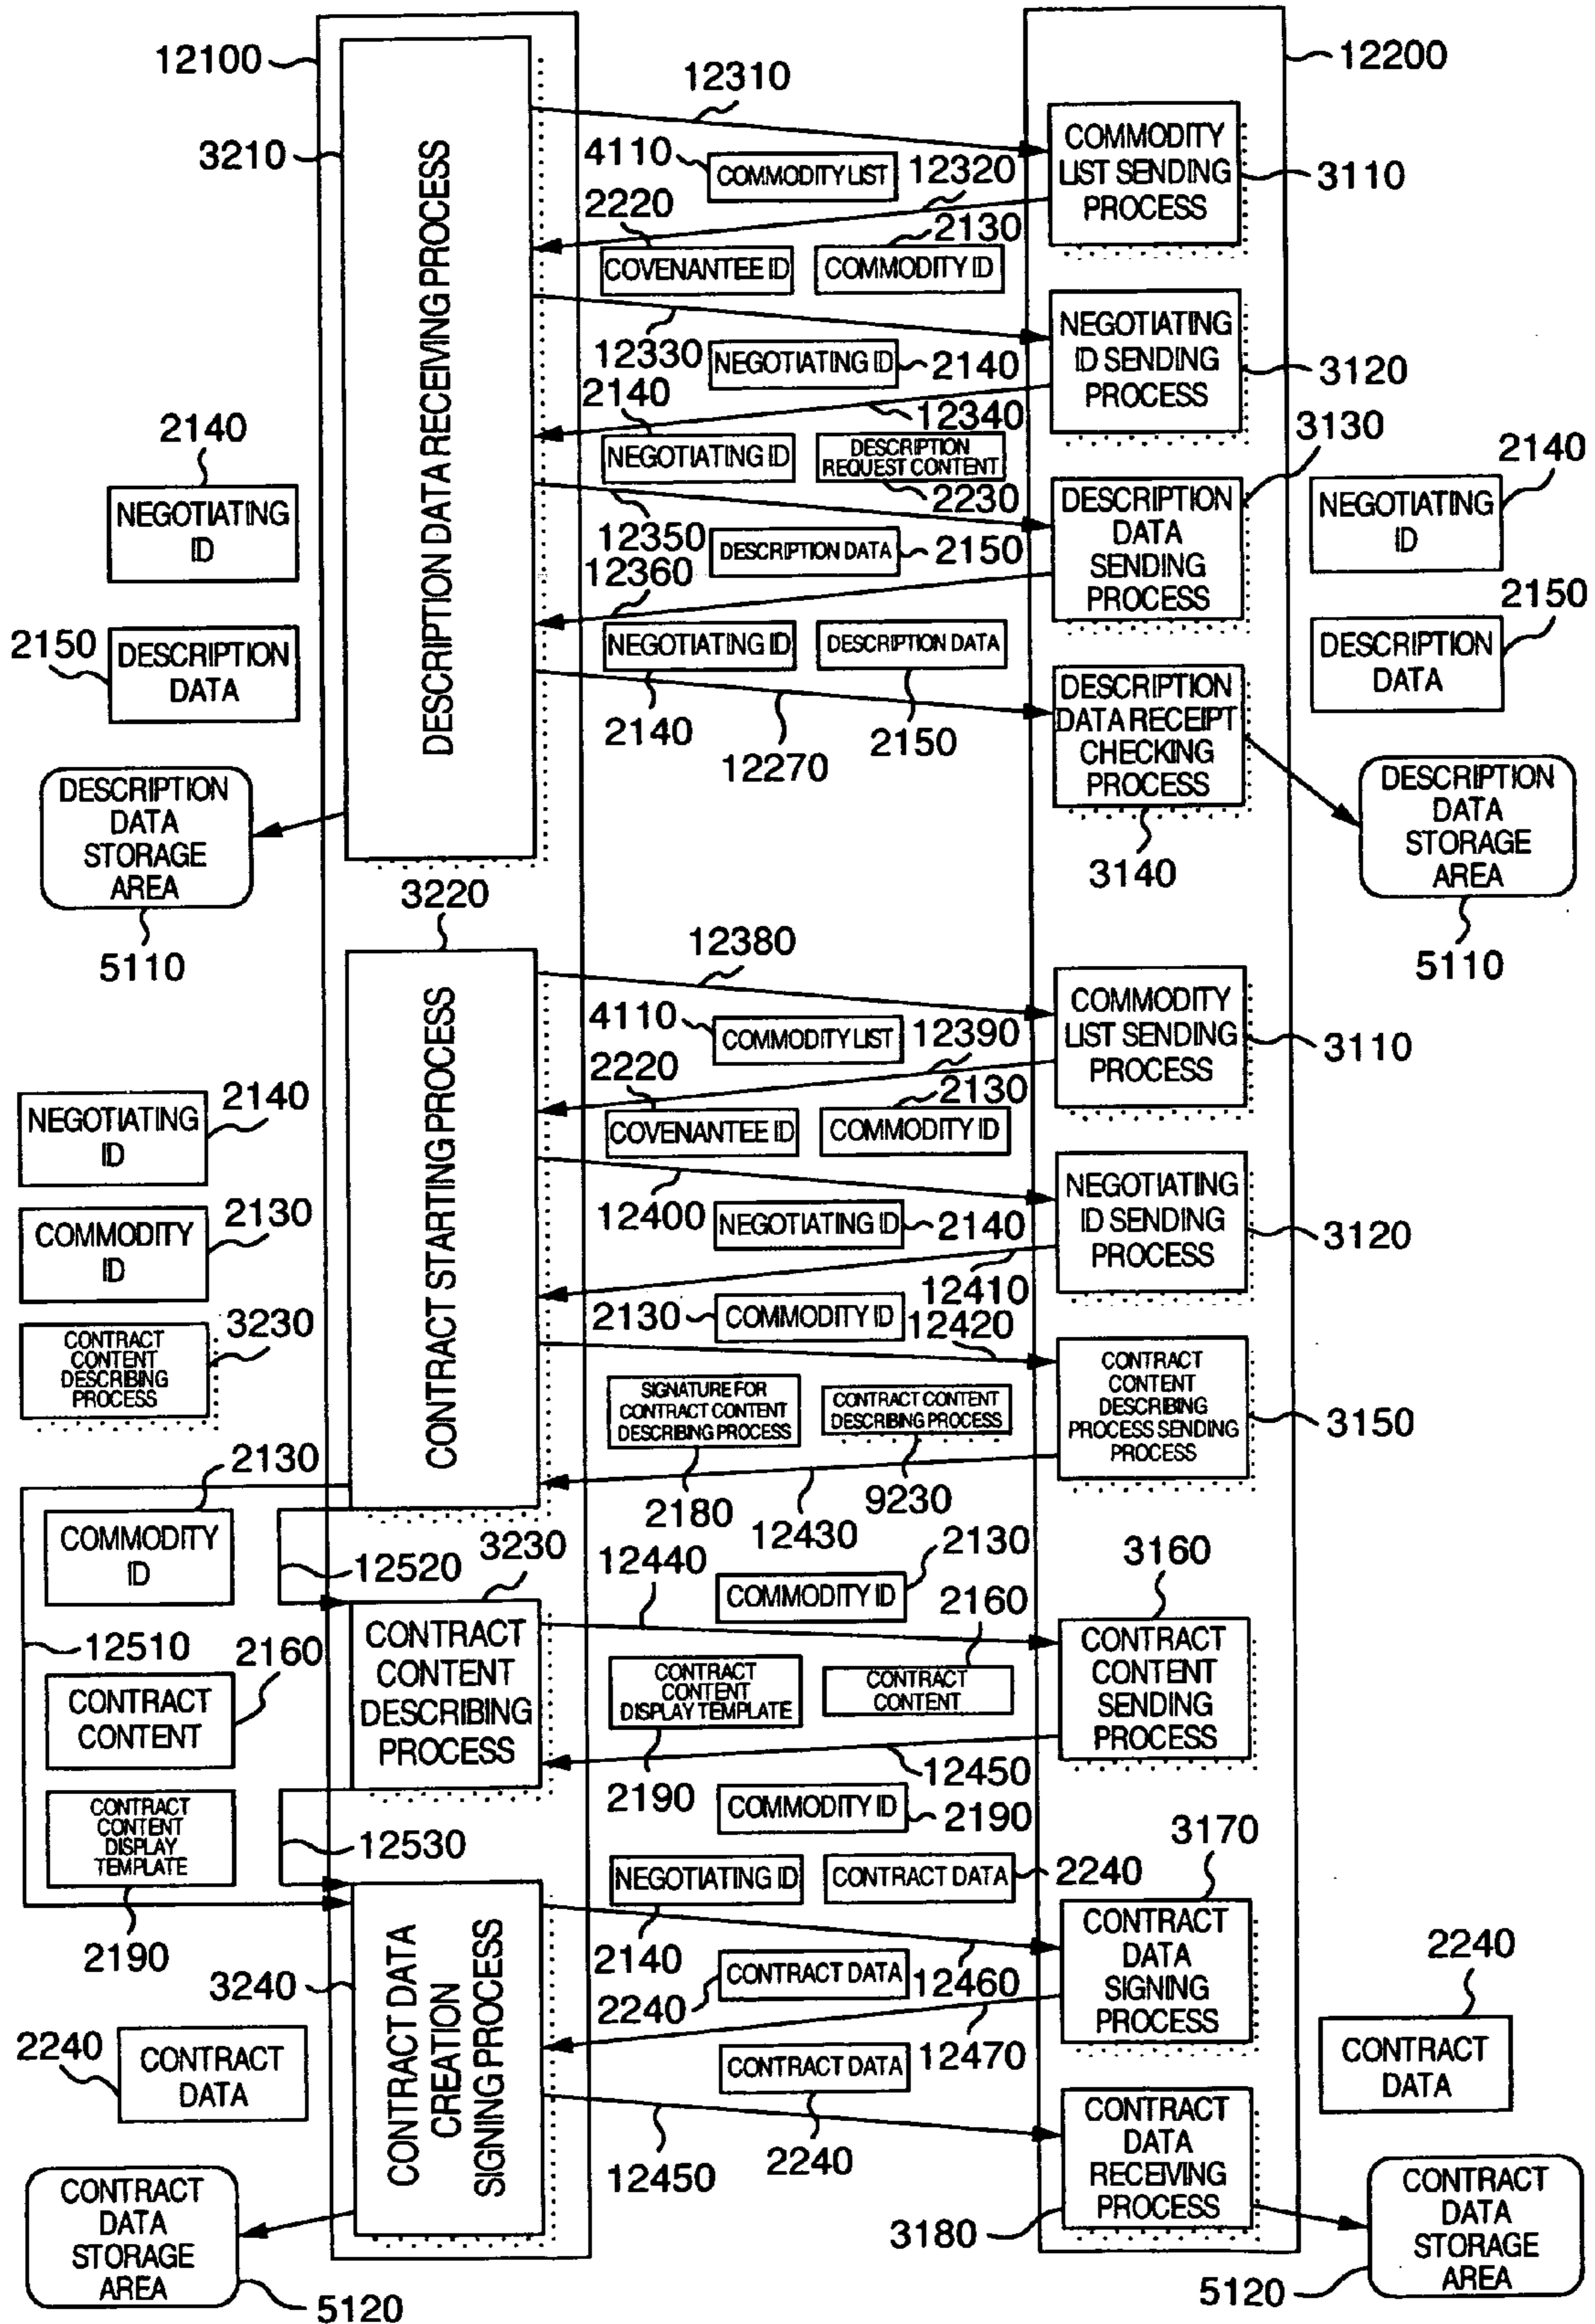 12100
12200
12310
3210
DESCRIPTION DATA RECEIVING PROCESS
4110
COMMODITY LIST
12320
COMMODITY
LIST SENDING
PROCESS
3110
2220
2130
COVENANTEE ID
COMMODITY ID
12330
NEGOTIATING ID
2140
NEGOTIATING
ID SENDING
PROCESS
3120
2140
12340
NEGOTIATING ID
DESCRIPTION
REQUEST CONTENT
2230
3130
2140
NEGOTIATING
ID
2140
NEGOTIATING
ID
12350
DESCRIPTION DATA
2150
DESCRIPTION
DATA
SENDING
PROCESS
12360
2150
DESCRIPTION
DATA
2150
DESCRIPTION
DATA
NEGOTIATING ID
DESCRIPTION DATA
2140
2150
12270
DESCRIPTION
DATA RECEIPT
CHECKING
PROCESS
3140
DESCRIPTION
DATA
STORAGE
AREA
5110
DESCRIPTION
DATA
STORAGE
AREA
5110
3220
CONTRACT STARTING PROCESS
12380
4110
COMMODITY LIST
12390
COMMODITY
LIST SENDING
PROCESS
3110
2220
2130
COVENANTEE ID
COMMODITY ID
NEGOTIATING
ID
2140
12400
NEGOTIATING ID
2140
NEGOTIATING
ID SENDING
PROCESS
3120
COMMODITY
ID
2130
12410
2130
COMMODITY ID
12420
CONTRACT
CONTENT
DESCRIBING
PROCESS
3230
SIGNATURE FOR
CONTRACT CONTENT
DESCRIBING PROCESS
CONTRACT CONTENT
DESCRIBING PROCESS
CONTRACT
CONTENT
DESCRIBING
PROCESS SENDING
PROCESS
3150
2180
9230
12430
2130
COMMODITY
ID
12520
3230
12440
COMMODITY ID
2130
3160
2160
12510
2160
CONTRACT
CONTENT
CONTRACT
CONTENT
DESCRIBING
PROCESS
CONTRACT
CONTENT
DISPLAY TEMPLATE
CONTRACT
CONTENT
CONTRACT
CONTENT
SENDING
PROCESS
2190
12450
COMMODITY ID
2190
CONTRACT
CONTENT
DISPLAY
TEMPLATE
2190
12530
3170
NEGOTIATING ID
CONTRACT DATA
2240
2140
3240
CONTRACT DATA
CREATION
SIGNING PROCESS
2240
CONTRACT DATA
12460
CONTRACT
DATA
SIGNING
PROCESS
12470
2240
CONTRACT
DATA
2240
CONTRACT
DATA
CONTRACT DATA
2240
12450
CONTRACT
DATA
RECEIVING
PROCESS
3180
CONTRACT
DATA
STORAGE
AREA
5120
CONTRACT
DATA
STORAGE
AREA
5120